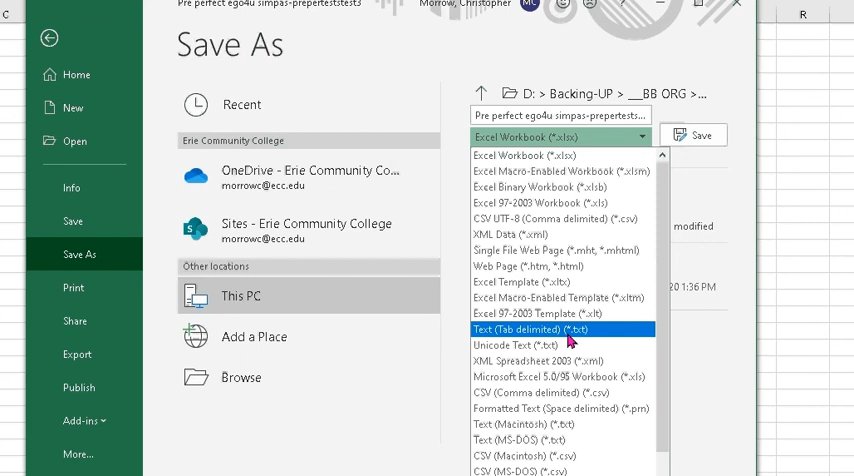 C
R
Pre perfect ego4u simpas-prepertststest3
Morrow, Christopher
MC
?
Save As
Home
New
Open
Info
Save
Save As
Print
Share
Export
Publish
Add-ins
More...
Recent
Erie Community College
OneDrive - Erie Community Co...
morrowc@ecc.edu
Sites - Erie Community College
morrowc@ecc.edu
Other locations
This PC
Add a Place
Browse
D: > Backing-UP > __BB ORG >...
Pre perfect ego4u simpas-prepertsts...
Excel Workbook (*.xlsx)
Save
Excel Workbook (*.xlsx)
Excel Macro-Enabled Workbook (*.xlsm)
Excel Binary Workbook (*.xlsb)
Excel 97-2003 Workbook (*.xls)
CSV UTF-8 (Comma delimited) (*.csv)
XML Data (*.xml)
Single File Web Page (*.mht, *.mhtml)
Web Page (*.htm, *.html)
Excel Template (*.xltx)
Excel Macro-Enabled Template (*.xltm)
Excel 97-2003 Template (*.xlt)
Text (Tab delimited) (*.txt)
Unicode Text (*.txt)
XML Spreadsheet 2003 (*.xml)
Microsoft Excel 5.0/95 Workbook (*.xls)
CSV (Comma delimited) (*.csv)
Formatted Text (Space delimited) (*.prn)
Text (Macintosh) (*.txt)
Text (MS-DOS) (*.txt)
CSV (Macintosh) (*.csv)
CSV (MS-DOS) (*.csv)
modified
20 1:36 PM